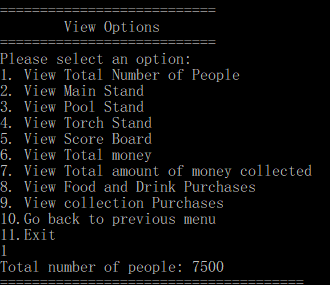 ===========================
View Options
===========================
Please select an option:
1. View Total Number of People
2. View Main Stand
3. View Pool Stand
4. View Torch Stand
5. View Score Board
6. View Total money
7. View Total amount of money collected
8. View Food and Drink Purchases
9. View collection Purchases
10.Go back to previous menu
11.Exit
1
Total number of people: 7500
======================================